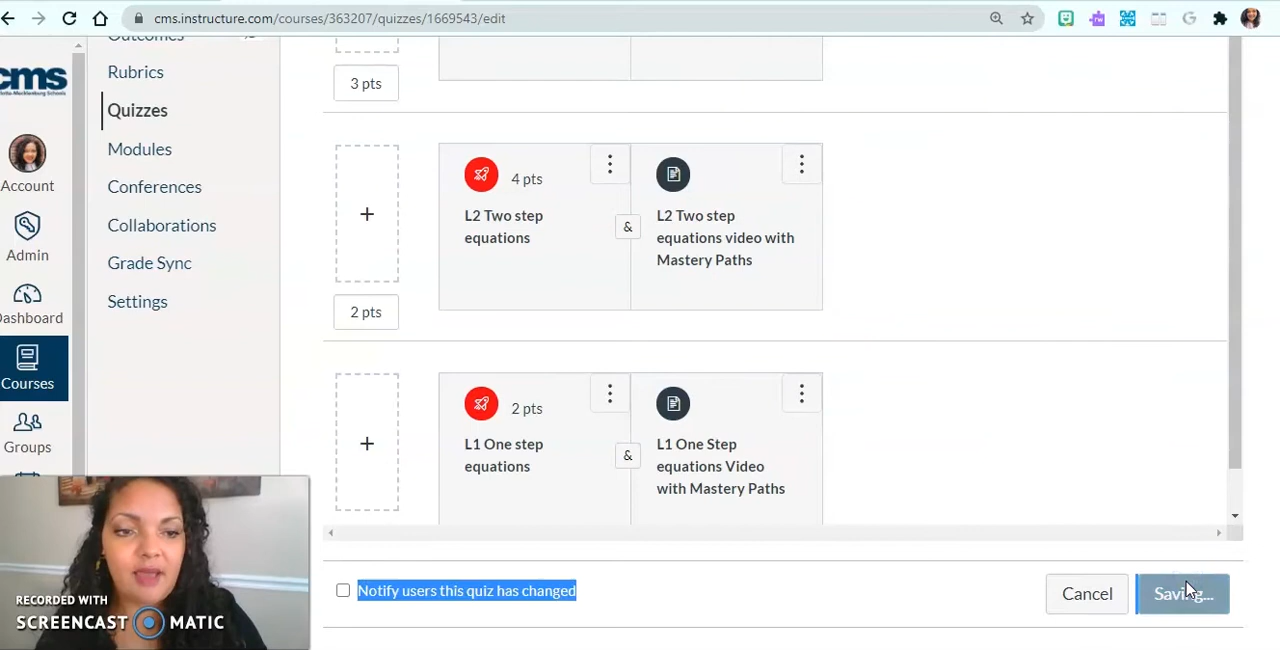 cms.instructure.com/courses/363207/quizzes/1669543/edit
Outcomes
Rubrics
Quizzes
Modules
Conferences
Collaborations
Grade Sync
Settings
cms
Account
Admin
Dashboard
Courses
Groups
3 pts
+
4 pts
L2 Two step
equations
&
L2 Two step
equations video with
Mastery Paths
2 pts
+
2 pts
L1 One step
equations
&
L1 One Step
equations Video
with Mastery Paths
Notify users this quiz has changed
Cancel
Saving...
RECORDED WITH
SCREENCAST MATIC